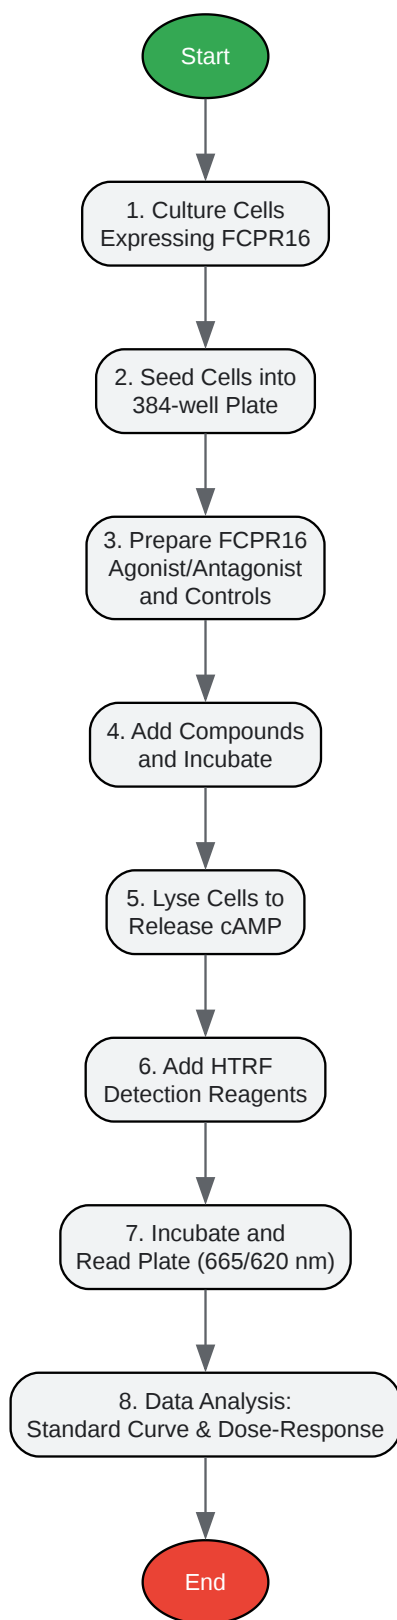 Start
1. Culture Cells
Expressing FCPR16
2. Seed Cells into
384-well Plate
3. Prepare FCPR16
Agonist/Antagonist
and Controls
4. Add Compounds
and Incubate
5. Lyse Cells to
Release cAMP
6. Add HTRF
Detection Reagents
7. Incubate and
Read Plate (665/620 nm)
8. Data Analysis:
Standard Curve & Dose-Response
End